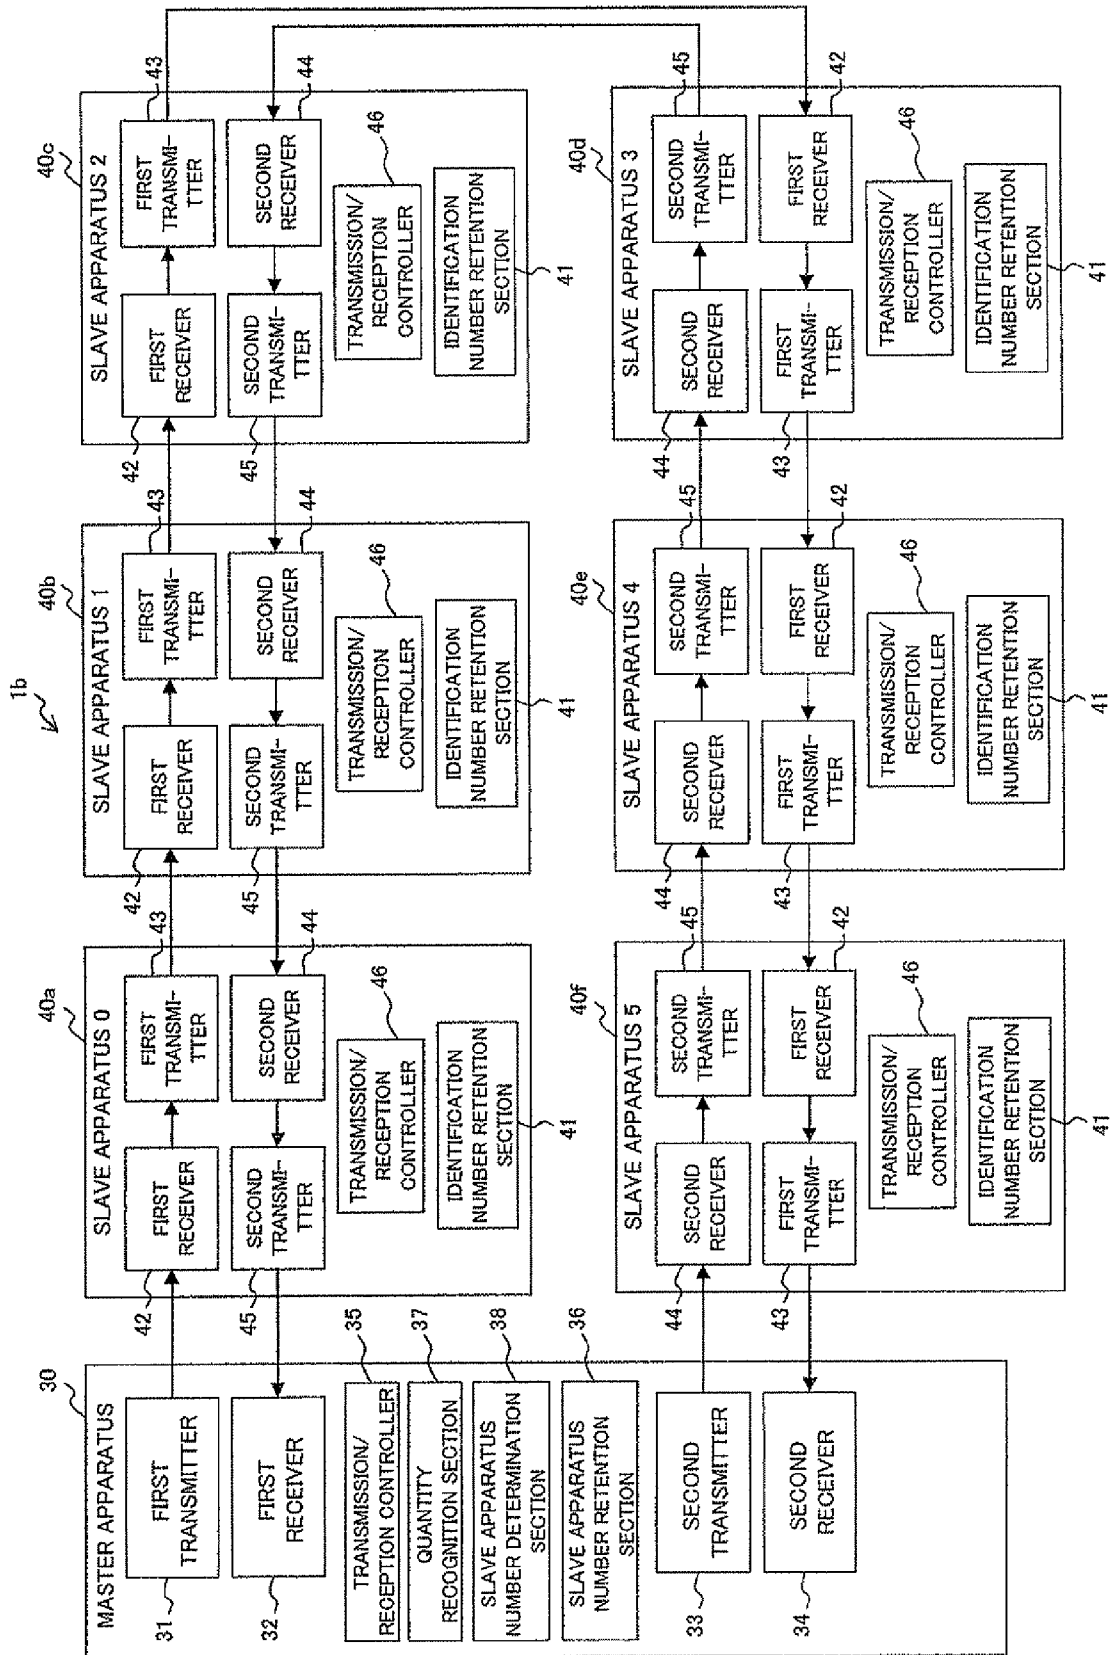 1b
MASTER APPARATUS
30
FIRST
TRANSMITTER
31
FIRST
RECEIVER
32
TRANSMISSION/
RECEPTION CONTROLLER
35
QUANTITY
RECOGNITION SECTION
37
SLAVE APPARATUS
NUMBER DETERMINATION
SECTION
38
SLAVE APPARATUS
NUMBER RETENTION
SECTION
36
SECOND
TRANSMITTER
33
SECOND
RECEIVER
34
SLAVE APPARATUS 0
40a
FIRST
RECEIVER
42
FIRST
TRANSMI-
TTER
43
SECOND
TRANSMI-
TTER
45
SECOND
RECEIVER
44
TRANSMISSION/
RECEPTION
CONTROLLER
46
IDENTIFICATION
NUMBER RETENTION
SECTION
41
SLAVE APPARATUS 1
40b
FIRST
RECEIVER
42
FIRST
TRANSMI-
TTER
43
SECOND
TRANSMI-
TTER
45
SECOND
RECEIVER
44
TRANSMISSION/
RECEPTION
CONTROLLER
46
IDENTIFICATION
NUMBER RETENTION
SECTION
41
SLAVE APPARATUS 2
40c
FIRST
RECEIVER
42
FIRST
TRANSMI-
TTER
43
SECOND
TRANSMI-
TTER
45
SECOND
RECEIVER
44
TRANSMISSION/
RECEPTION
CONTROLLER
46
IDENTIFICATION
NUMBER RETENTION
SECTION
41
SLAVE APPARATUS 5
40f
SECOND
RECEIVER
44
SECOND
TRANSMI-
TTER
45
FIRST
TRANSMI-
TTER
43
FIRST
RECEIVER
42
TRANSMISSION/
RECEPTION
CONTROLLER
46
IDENTIFICATION
NUMBER RETENTION
SECTION
41
SLAVE APPARATUS 4
40e
SECOND
RECEIVER
44
SECOND
TRANSMI-
TTER
45
FIRST
TRANSMI-
TTER
43
FIRST
RECEIVER
42
TRANSMISSION/
RECEPTION
CONTROLLER
46
IDENTIFICATION
NUMBER RETENTION
SECTION
41
SLAVE APPARATUS 3
40d
SECOND
RECEIVER
44
SECOND
TRANSMI-
TTER
45
FIRST
TRANSMI-
TTER
43
FIRST
RECEIVER
42
TRANSMISSION/
RECEPTION
CONTROLLER
46
IDENTIFICATION
NUMBER RETENTION
SECTION
41